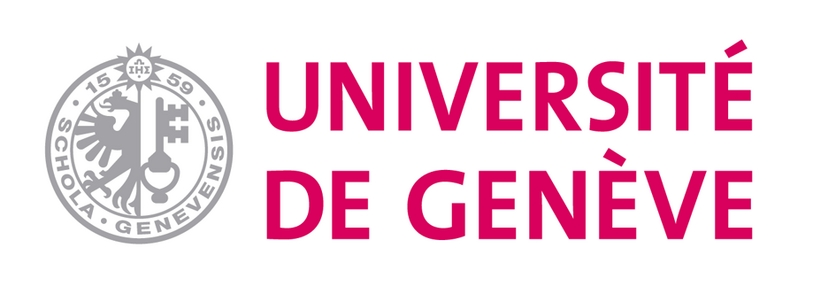 IHS
15 59
SCHOLA · GENEVENSIS
UNIVERSITÉ
DE GENÈVE